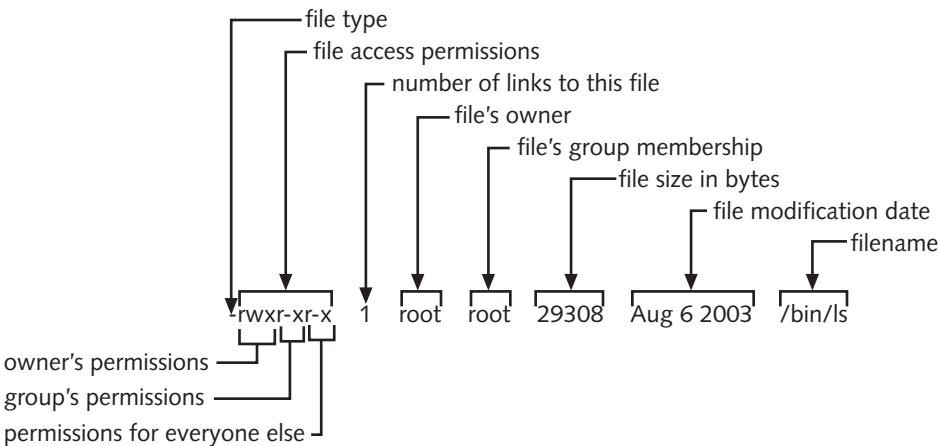 file type
file access permissions
number of links to this file
file's owner
file's group membership
file size in bytes
file modification date
filename
-rwxr-xr-x 1 root root 29308 Aug 6 2003 /bin/ls
owner's permissions
group's permissions
permissions for everyone else